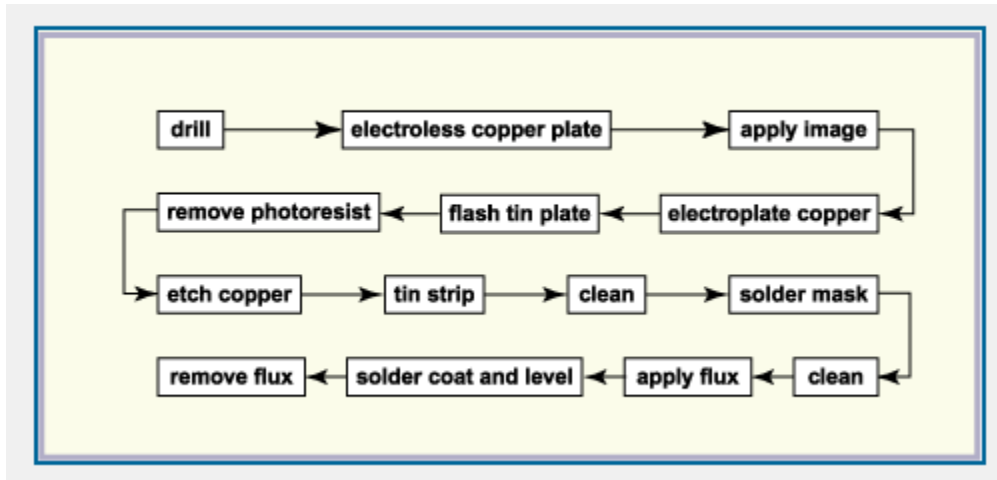 drill
electroless copper plate
apply image
electroplate copper
flash tin plate
remove photoresist
etch copper
tin strip
clean
solder mask
clean
apply flux
solder coat and level
remove flux